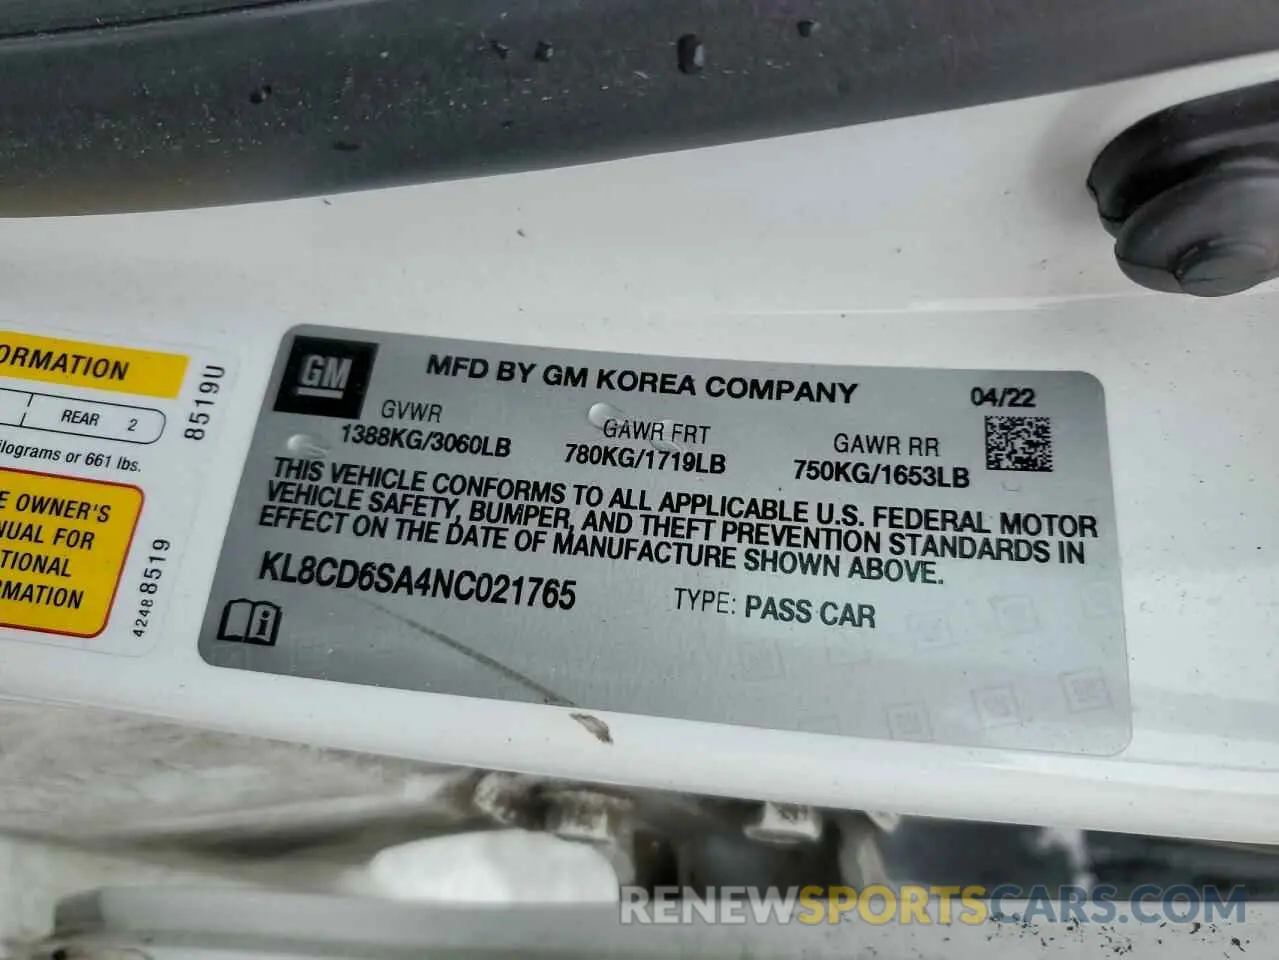 ORMATION
REAR 2
ilograms or 661 lbs.
E OWNER'S
NUAL FOR
TIONAL
RMATION
8519U
42488519
GM
MFD BY GM KOREA COMPANY
04/22
GVWR
GAWR FRT
GAWR RR
1388KG/3060LB
780KG/1719LB
750KG/1653LB
THIS VEHICLE CONFORMS TO ALL APPLICABLE U.S. FEDERAL MOTOR
VEHICLE SAFETY, BUMPER, AND THEFT PREVENTION STANDARDS IN
EFFECT ON THE DATE OF MANUFACTURE SHOWN ABOVE.
KL8CD6SA4NC021765
TYPE: PASS CAR
RENEWSPORTSCARS.COM